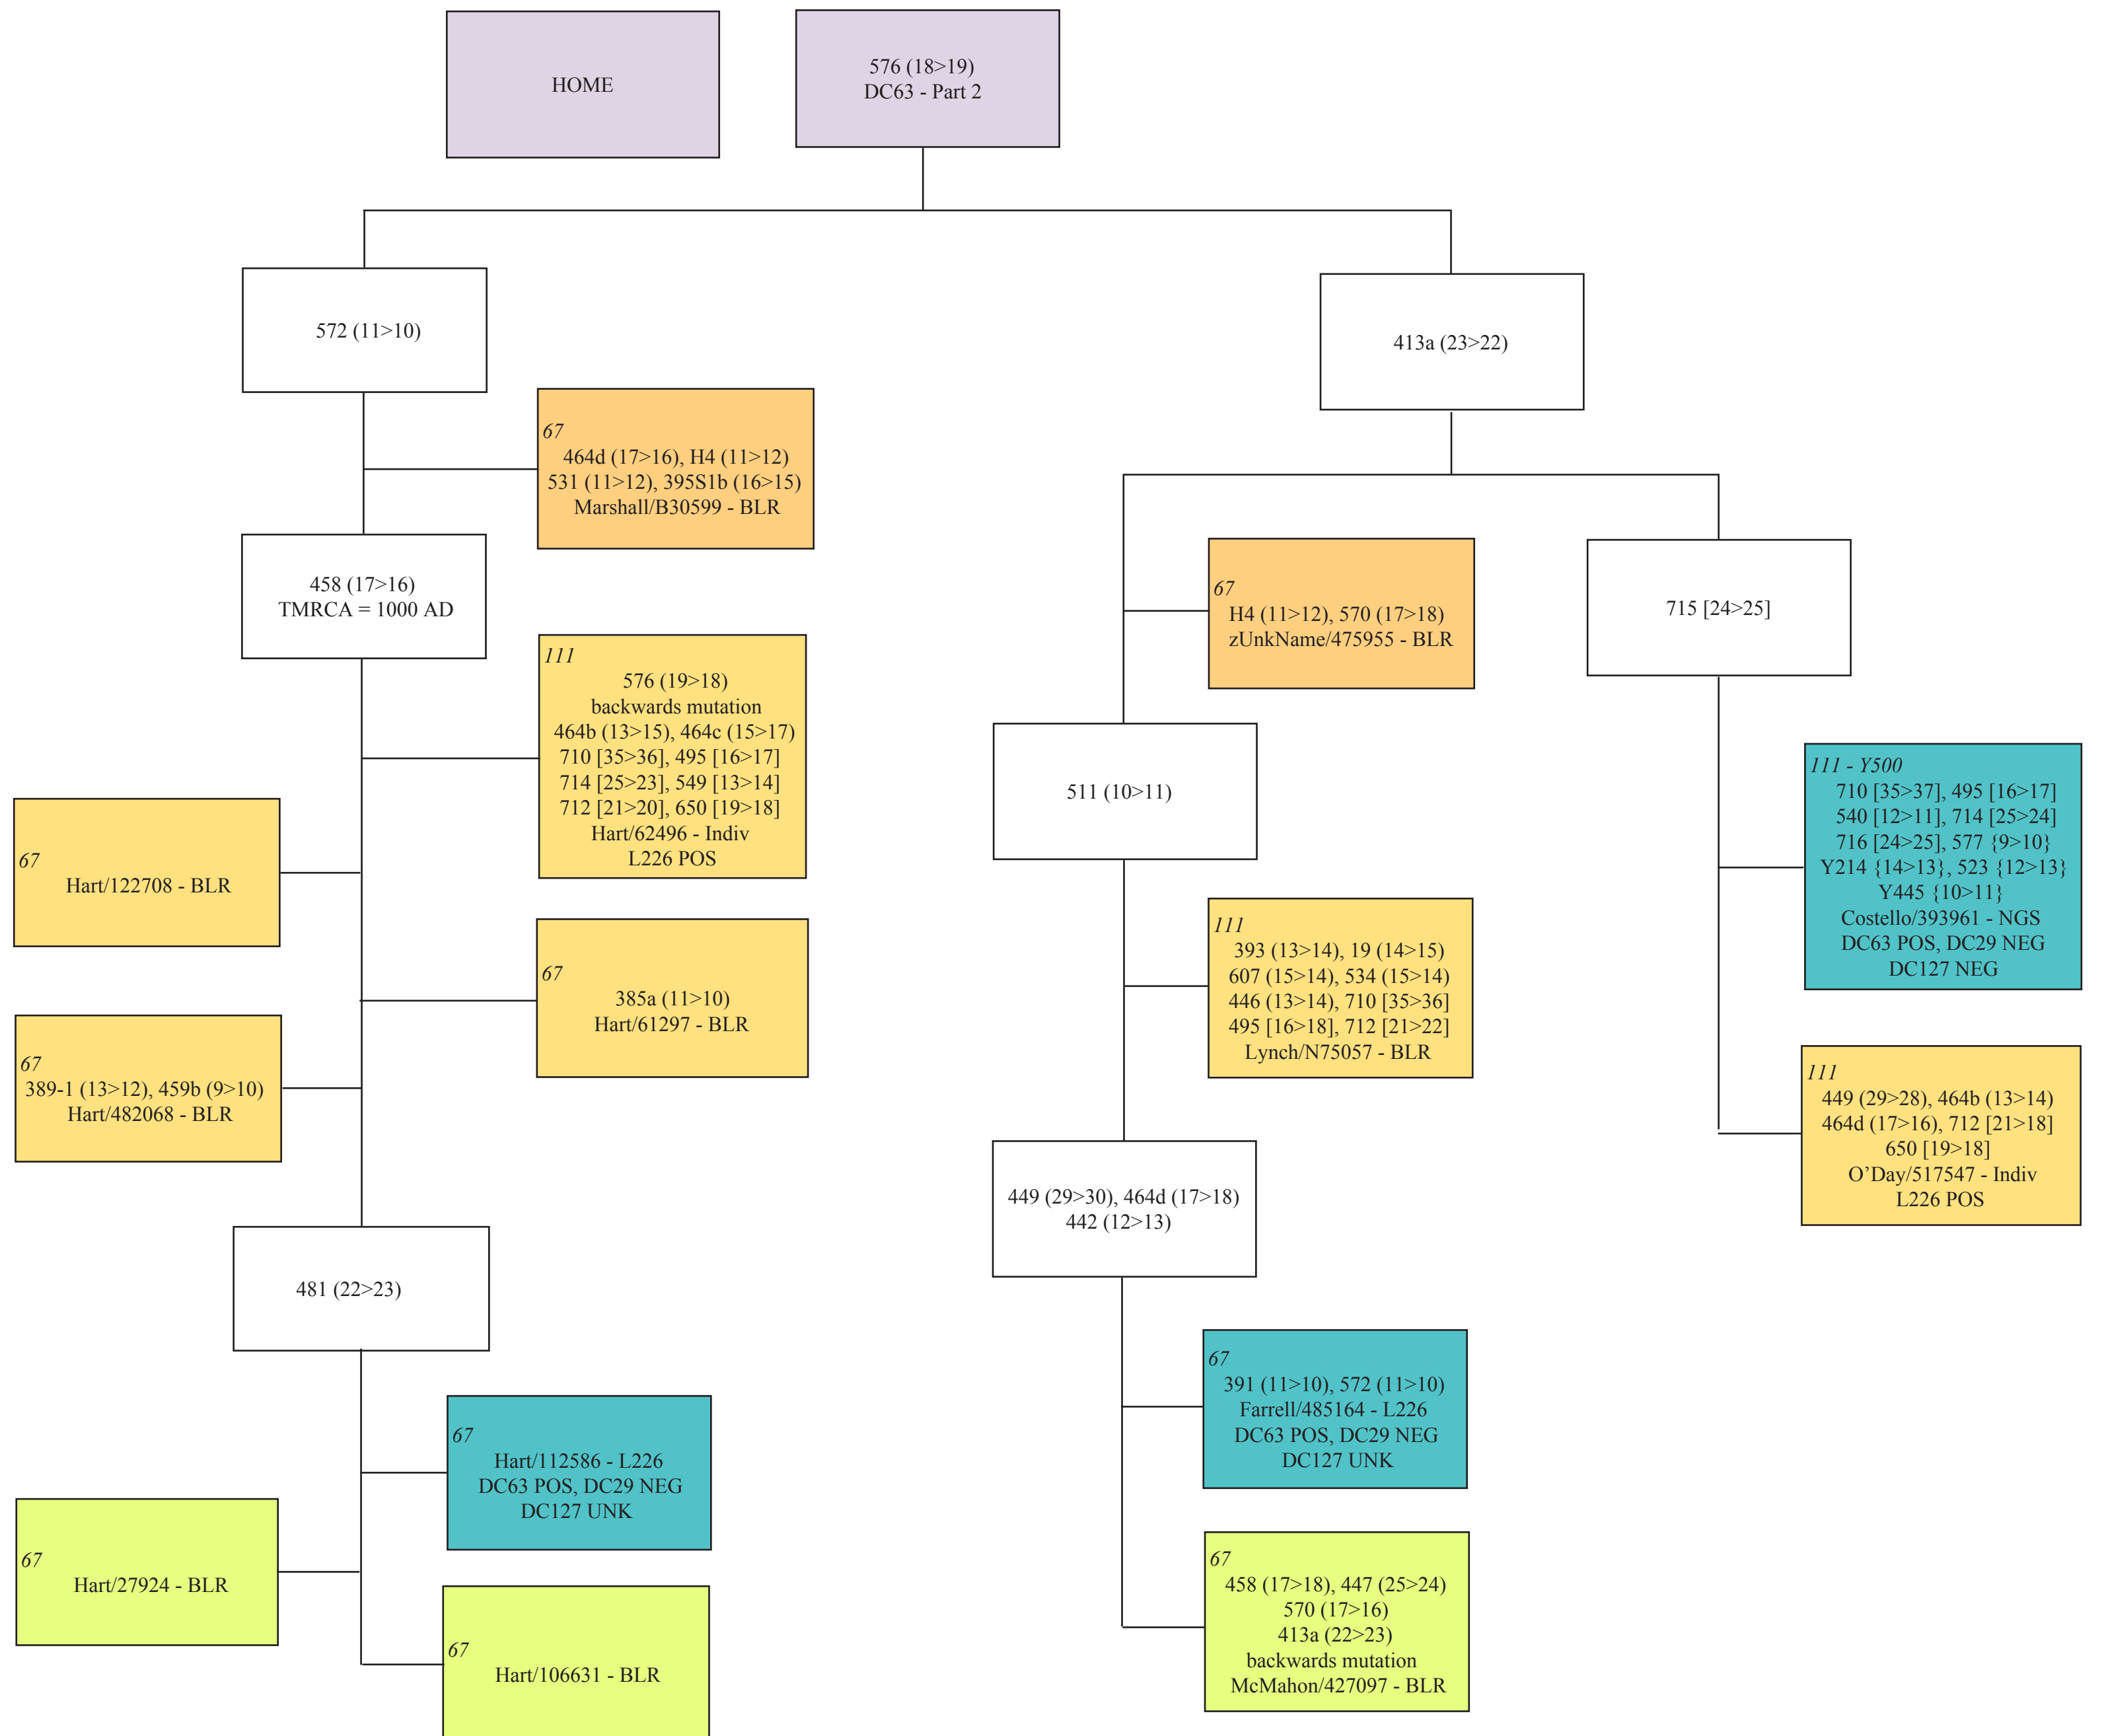 HOME
576 (18>19)
DC63 - Part 2
572 (11>10)
413a (23>22)
67
464d (17>16), H4 (11>12)
531 (11>12), 395S1b (16>15)
Marshall/B30599 - BLR
458 (17>16)
TMRCA = 1000 AD
67
H4 (11>12), 570 (17>18)
zUnkName/475955 - BLR
715 [24>25]
111
576 (19>18)
backwards mutation
464b (13>15), 464c (15>17)
710 [35>36], 495 [16>17]
714 [25>23], 549 [13>14]
712 [21>20], 650 [19>18]
Hart/62496 - Indiv
L226 POS
511 (10>11)
111 - Y500
710 [35>37], 495 [16>17]
540 [12>11], 714 [25>24]
716 [24>25], 577 {9>10}
Y214 {14>13}, 523 {12>13}
Y445 {10>11}
Costello/393961 - NGS
DC63 POS, DC29 NEG
DC127 NEG
67
Hart/122708 - BLR
67
385a (11>10)
Hart/61297 - BLR
111
393 (13>14), 19 (14>15)
607 (15>14), 534 (15>14)
446 (13>14), 710 [35>36]
495 [16>18], 712 [21>22]
Lynch/N75057 - BLR
67
389-1 (13>12), 459b (9>10)
Hart/482068 - BLR
111
449 (29>28), 464b (13>14)
464d (17>16), 712 [21>18]
650 [19>18]
O’Day/517547 - Indiv
L226 POS
449 (29>30), 464d (17>18)
442 (12>13)
481 (22>23)
67
391 (11>10), 572 (11>10)
Farrell/485164 - L226
DC63 POS, DC29 NEG
DC127 UNK
67
Hart/112586 - L226
DC63 POS, DC29 NEG
DC127 UNK
67
Hart/27924 - BLR
67
458 (17>18), 447 (25>24)
570 (17>16)
413a (22>23)
backwards mutation
McMahon/427097 - BLR
67
Hart/106631 - BLR